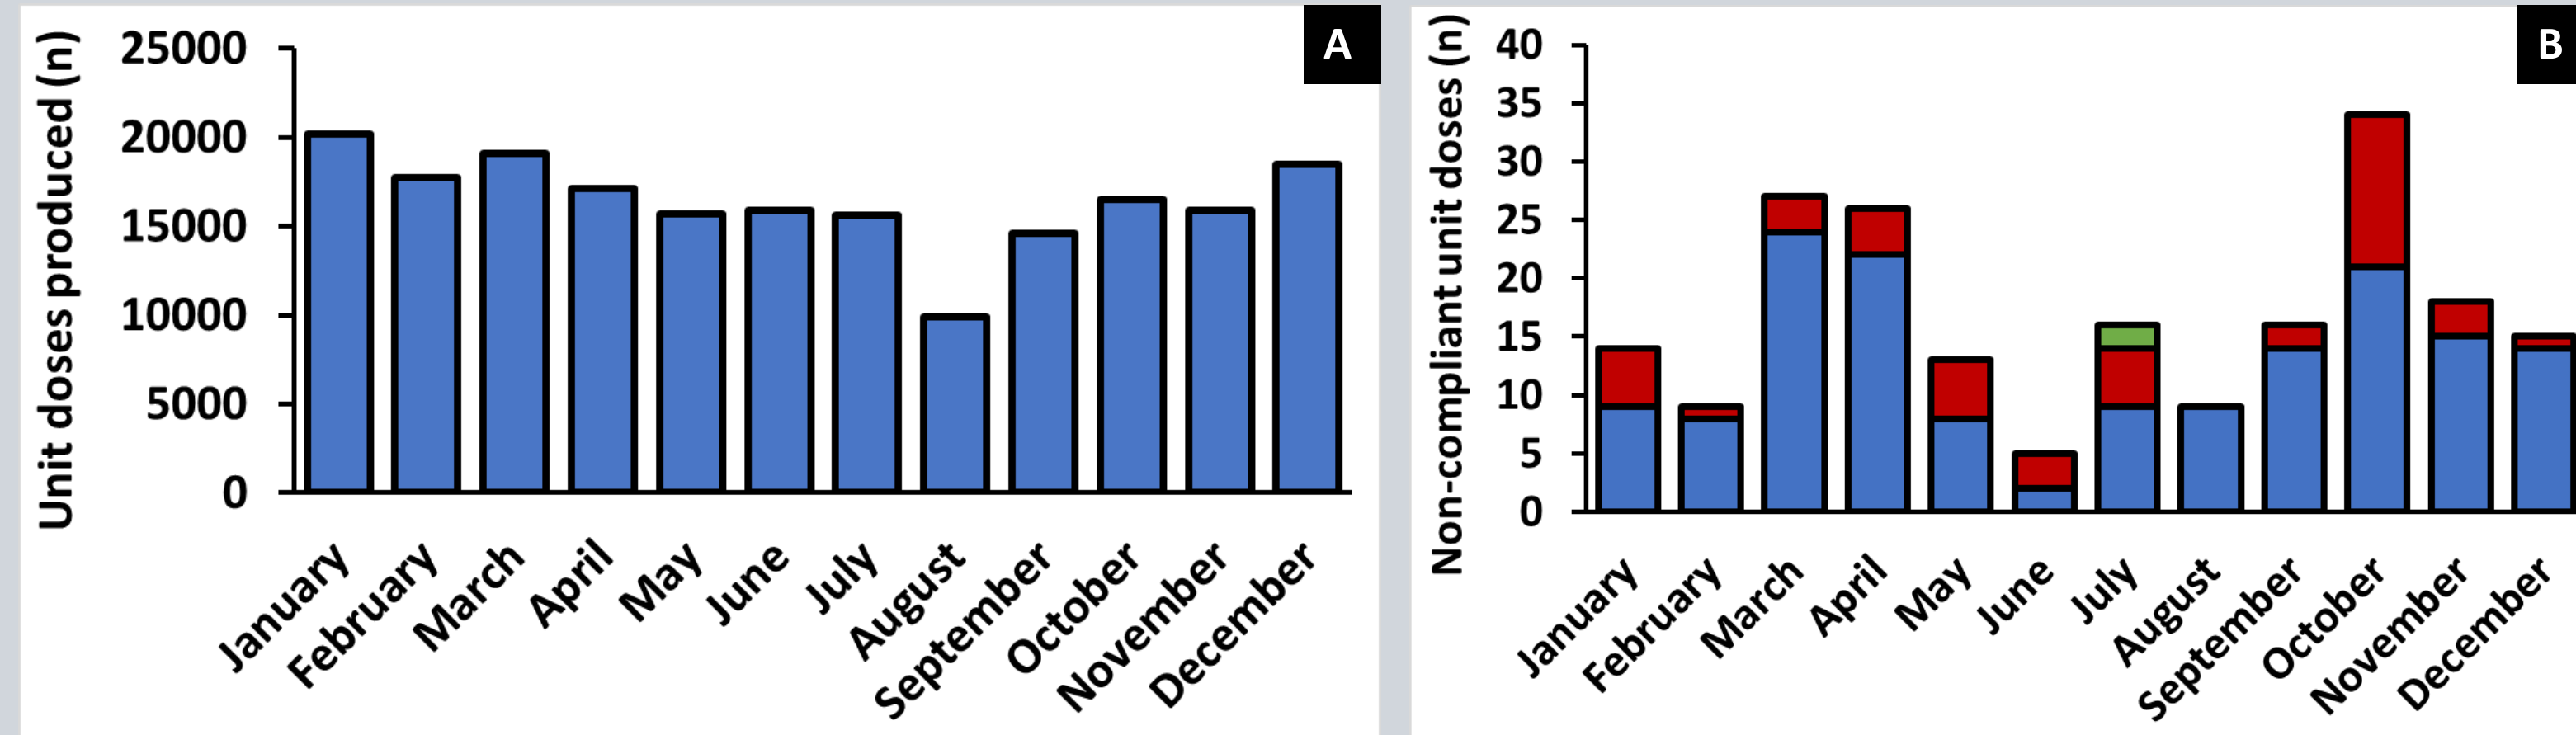 A
Unit doses produced (n)
25000
20000
15000
10000
5000
0
January
February
March
April
May
June
July
August
September
October
November
December
B
Non-compliant unit doses (n)
40
35
30
25
20
15
10
5
0
January
February
March
April
May
June
July
August
September
October
November
December